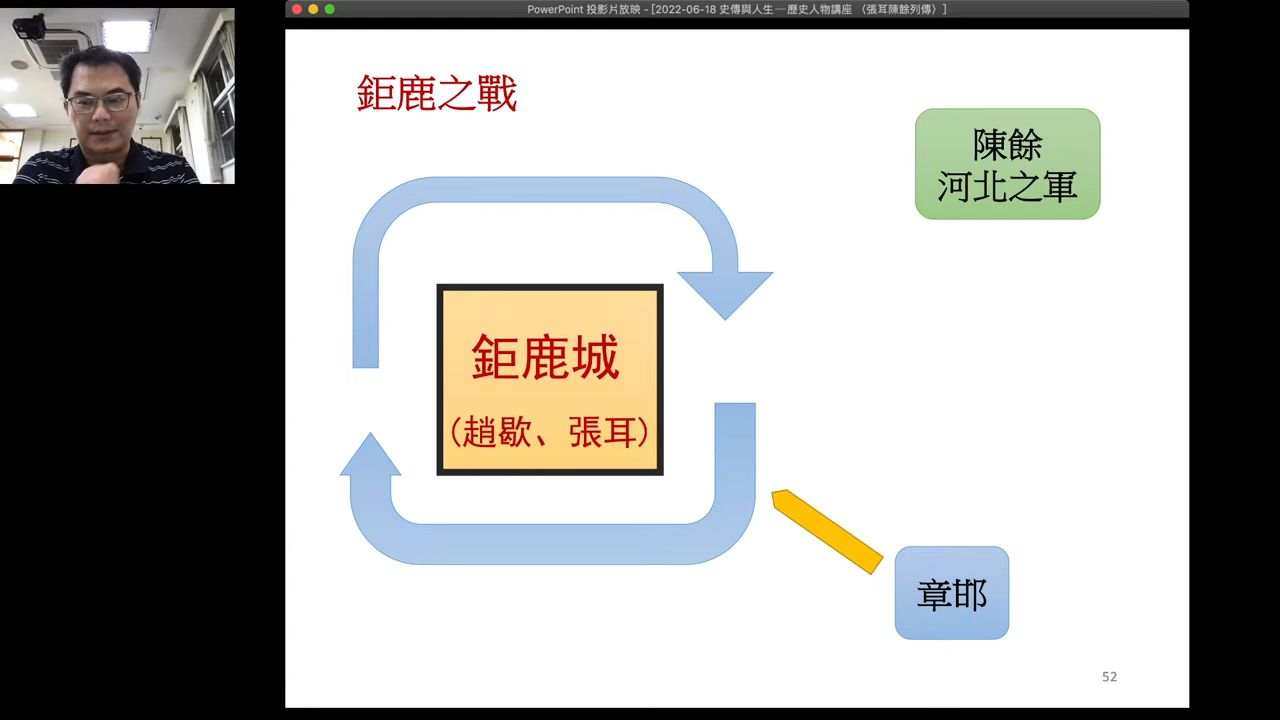 PowerPoint 投影片放映 - [2022-06-18 史傳與人生—歷史人物講座 〈張耳陳餘列傳〉]
鉅鹿之戰
陳餘
河北之軍
鉅鹿城
(趙歇、張耳)
章邯
52